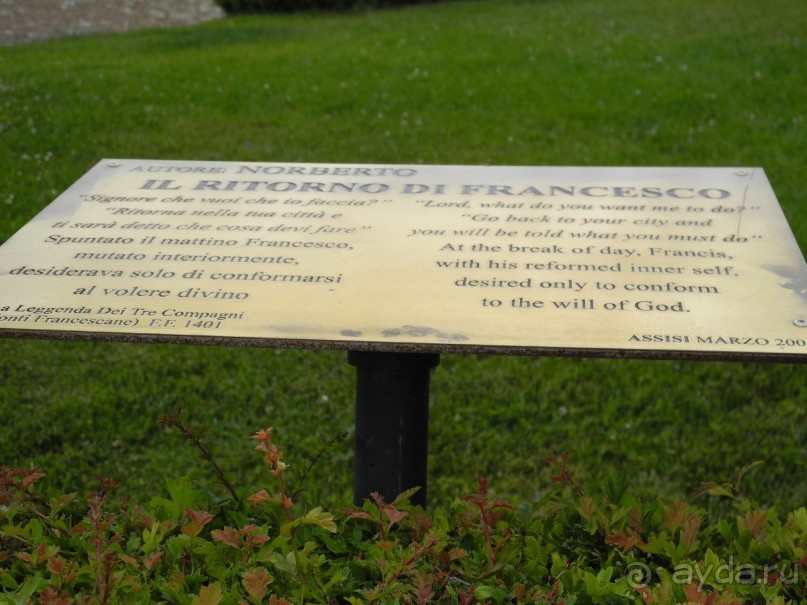 AUTORE: NORBERTO
IL RITORNO DI FRANCESCO
"Signore che vuoi che io faccia?"
"Ritorna nella tua città e
ti sarà detto che cosa devi fare"
Spuntato il mattino Francesco,
mutato interiormente,
desiderava solo di conformarsi
al volere divino
a Leggenda Dei Tre Compagni
onti Francescane) F.F. 1401
"Lord, what do you want me to do?"
"Go back to your city and
you will be told what you must do"
At the break of day, Francis,
with his reformed inner self,
desired only to conform
to the will of God.
ASSISI MARZO 200
ayda.ru